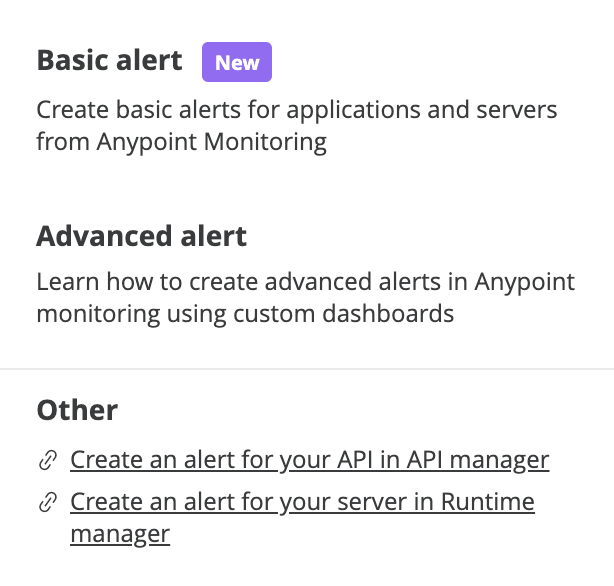 Basic alert New
Create basic alerts for applications and servers
from Anypoint Monitoring
Advanced alert
Learn how to create advanced alerts in Anypoint
monitoring using custom dashboards
Other
Create an alert for your API in API manager
Create an alert for your server in Runtime
manager